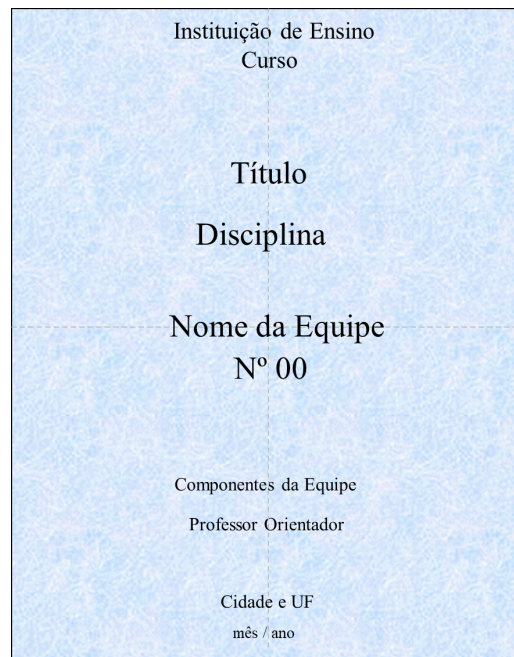 Instituição de Ensino
Curso
Título
Disciplina
Nome da Equipe
Nº 00
Componentes da Equipe
Professor Orientador
Cidade e UF
mês / ano